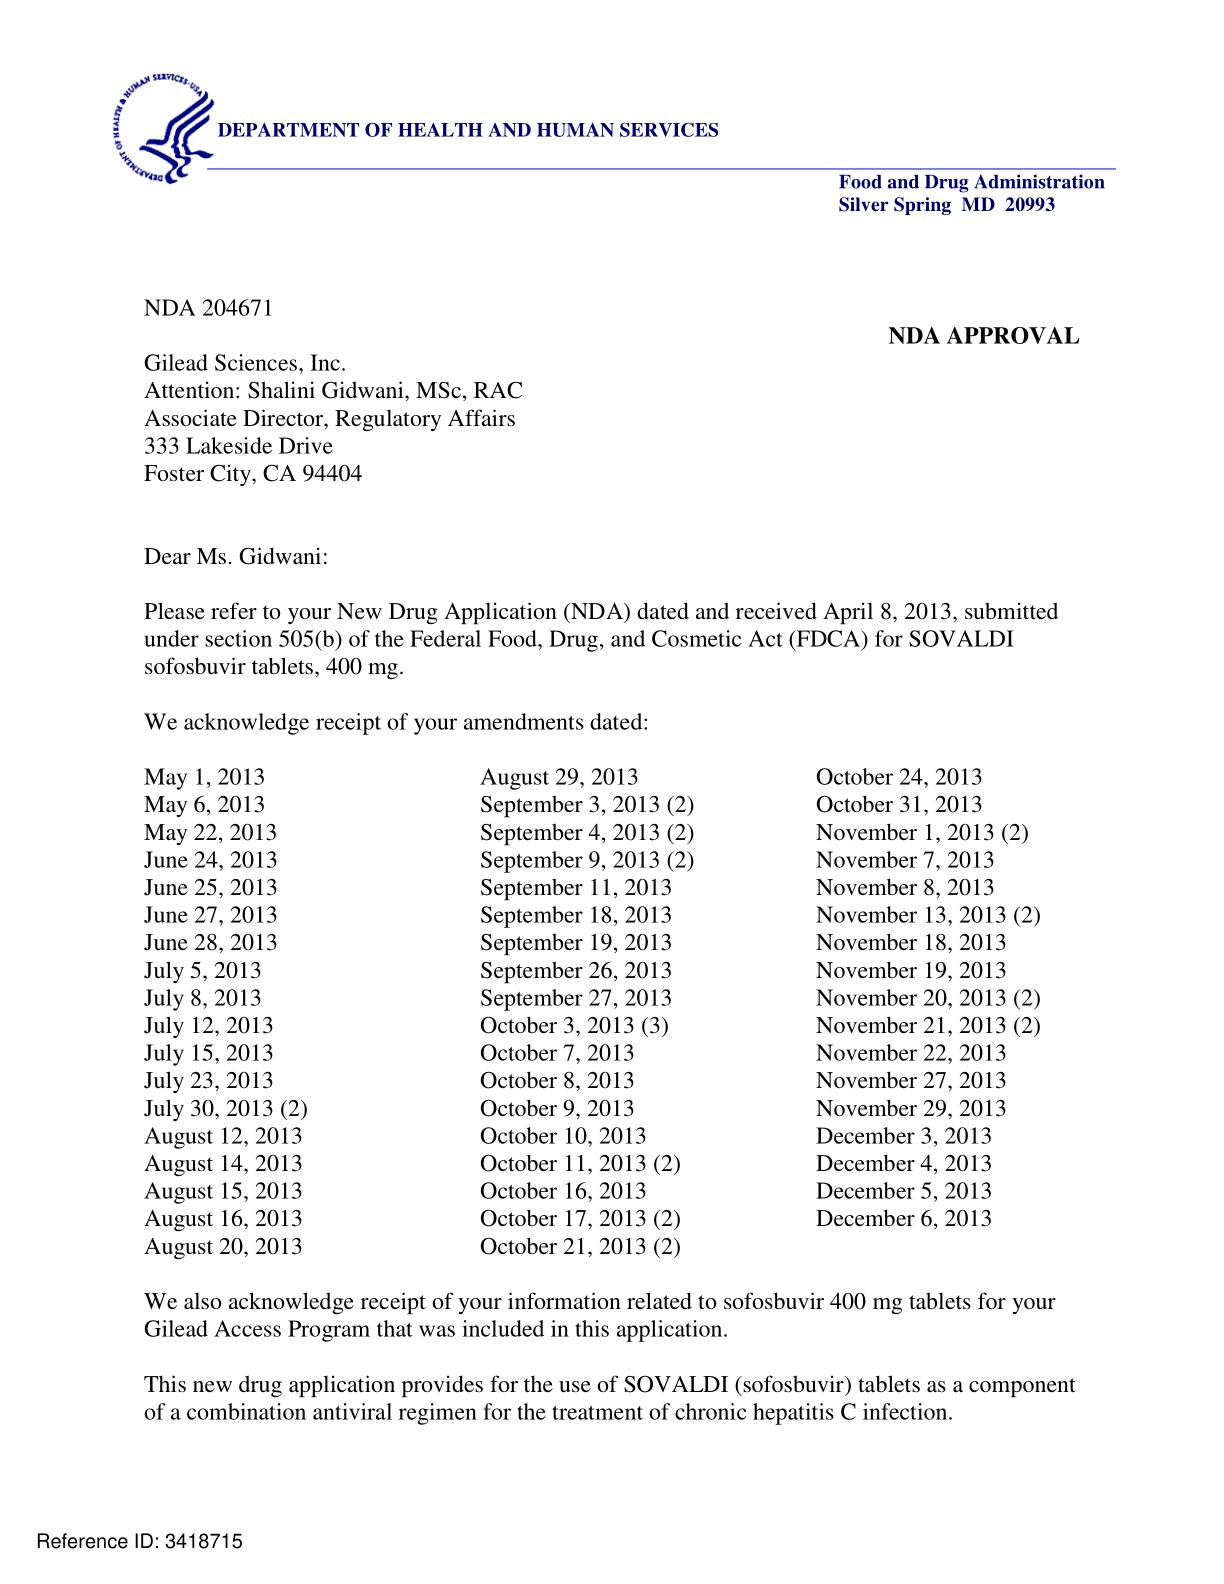 DEPARTMENT OF HEALTH & HUMAN SERVICES·USA
DEPARTMENT OF HEALTH AND HUMAN SERVICES
Food and Drug Administration
Silver Spring MD 20993
NDA 204671
NDA APPROVAL
Gilead Sciences, Inc.
Attention: Shalini Gidwani, MSc, RAC
Associate Director, Regulatory Affairs
333 Lakeside Drive
Foster City, CA 94404
Dear Ms. Gidwani:
Please refer to your New Drug Application (NDA) dated and received April 8, 2013, submitted
under section 505(b) of the Federal Food, Drug, and Cosmetic Act (FDCA) for SOVALDI
sofosbuvir tablets, 400 mg.
We acknowledge receipt of your amendments dated:
May 1, 2013
May 6, 2013
May 22, 2013
June 24, 2013
June 25, 2013
June 27, 2013
June 28, 2013
July 5, 2013
July 8, 2013
July 12, 2013
July 15, 2013
July 23, 2013
July 30, 2013 (2)
August 12, 2013
August 14, 2013
August 15, 2013
August 16, 2013
August 20, 2013
August 29, 2013
September 3, 2013 (2)
September 4, 2013 (2)
September 9, 2013 (2)
September 11, 2013
September 18, 2013
September 19, 2013
September 26, 2013
September 27, 2013
October 3, 2013 (3)
October 7, 2013
October 8, 2013
October 9, 2013
October 10, 2013
October 11, 2013 (2)
October 16, 2013
October 17, 2013 (2)
October 21, 2013 (2)
October 24, 2013
October 31, 2013
November 1, 2013 (2)
November 7, 2013
November 8, 2013
November 13, 2013 (2)
November 18, 2013
November 19, 2013
November 20, 2013 (2)
November 21, 2013 (2)
November 22, 2013
November 27, 2013
November 29, 2013
December 3, 2013
December 4, 2013
December 5, 2013
December 6, 2013
We also acknowledge receipt of your information related to sofosbuvir 400 mg tablets for your
Gilead Access Program that was included in this application.
This new drug application provides for the use of SOVALDI (sofosbuvir) tablets as a component
of a combination antiviral regimen for the treatment of chronic hepatitis C infection.
Reference ID: 3418715